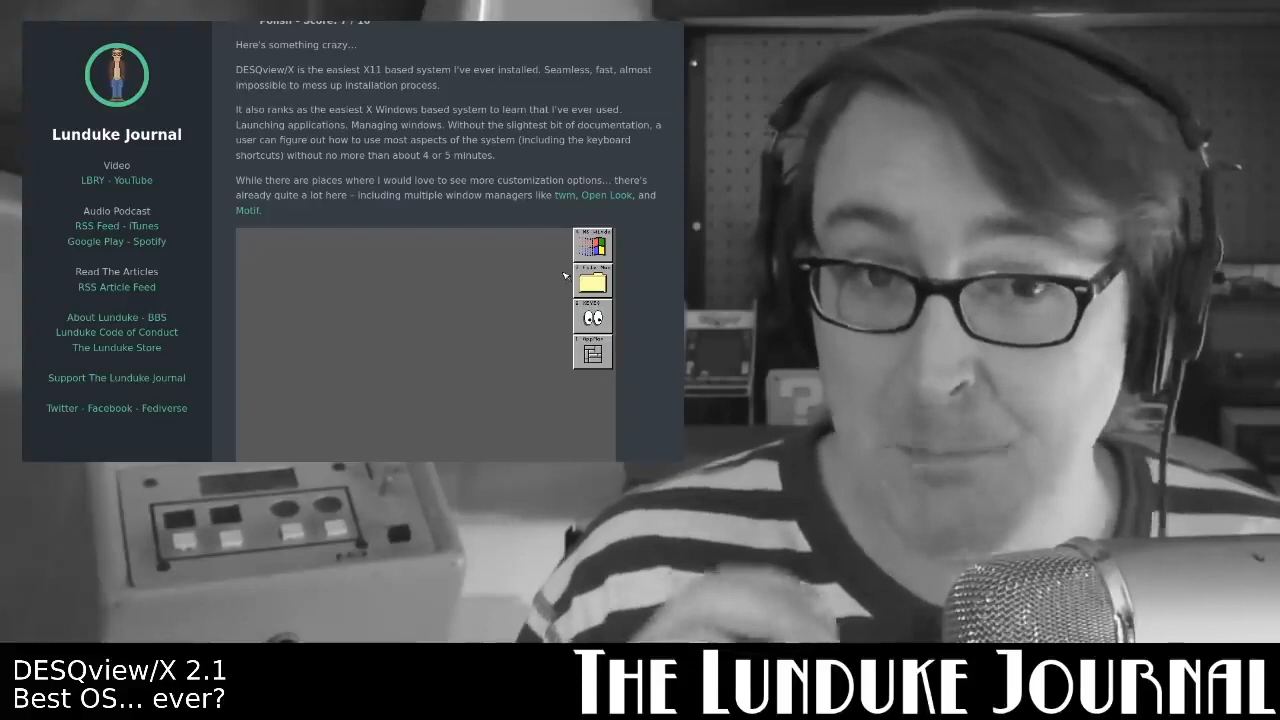 Polish - Score: 7 / 10
Here's something crazy...
DESQview/X is the easiest X11 based system I've ever installed. Seamless, fast, almost
impossible to mess up installation process.
It also ranks as the easiest X Windows based system to learn that I've ever used.
Launching applications. Managing windows. Without the slightest bit of documentation, a
user can figure out how to use most aspects of the system (including the keyboard
shortcuts) without no more than about 4 or 5 minutes.
While there are places where I would love to see more customization options... there's
already quite a lot here – including multiple window managers like twm, Open Look, and
Motif.
Lunduke Journal
Video
LBRY - YouTube
Audio Podcast
RSS Feed - iTunes
Google Play - Spotify
Read The Articles
RSS Article Feed
About Lunduke - BBS
Lunduke Code of Conduct
The Lunduke Store
Support The Lunduke Journal
Twitter - Facebook - Fediverse
DESQview/X 2.1
Best OS... ever?
THE LUNDUKE JOURNAL